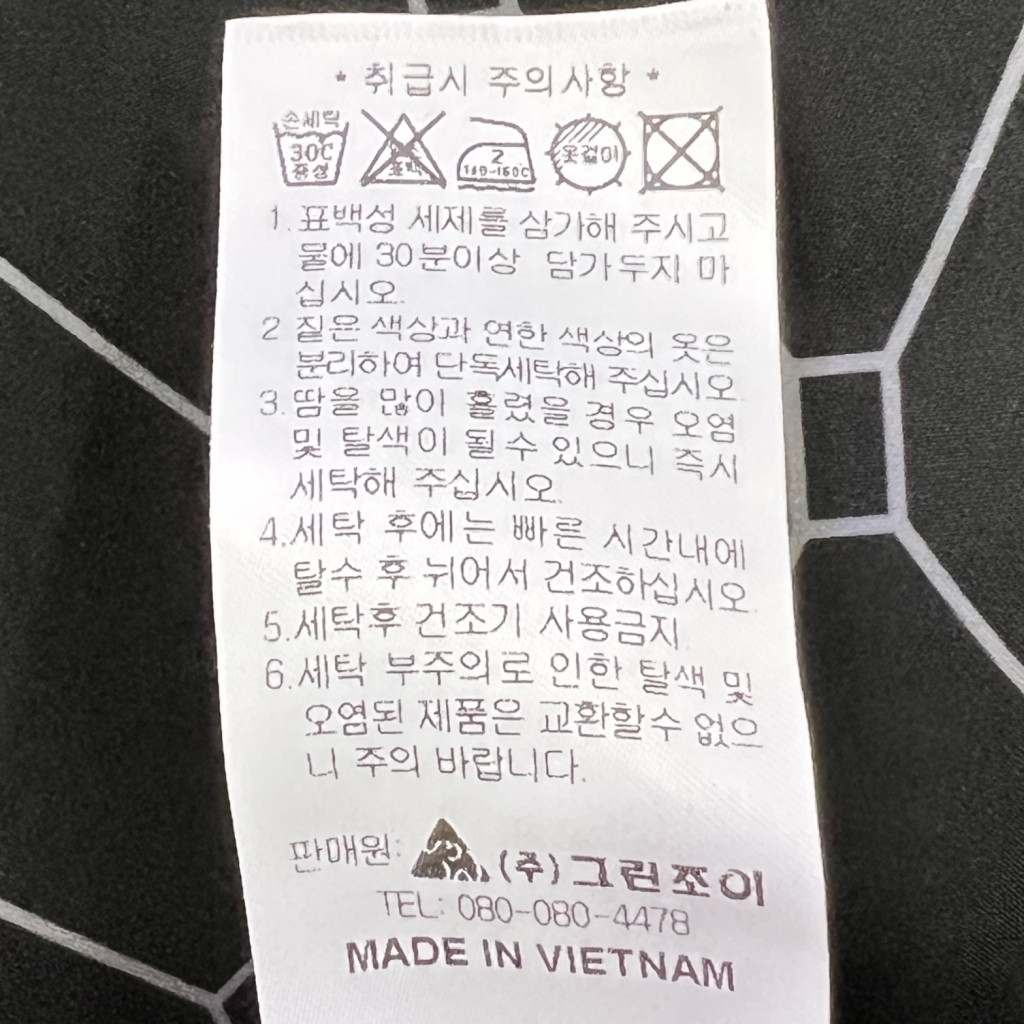 * 취급시 주의사항 *
손세탁
30℃
중성
표백
2
140-160℃
옷걸이
1. 표백성 세제를 삼가해 주시고
물에 30분이상 담가두지 마
십시오.
2 짙은 색상과 연한 색상의 옷은
분리하여 단독세탁해 주십시오.
3. 땀을 많이 흘렸을 경우 오염
및 탈색이 될 수 있으니 즉시
세탁해 주십시오.
4. 세탁 후에는 빠른 시간내에
탈수 후 뉘어서 건조하십시오.
5. 세탁후 건조기 사용금지.
6. 세탁 부주의로 인한 탈색 및
오염된 제품은 교환할수 없으
니 주의 바랍니다.
판매원: (주)그린조이
TEL: 080-080-4478
MADE IN VIETNAM